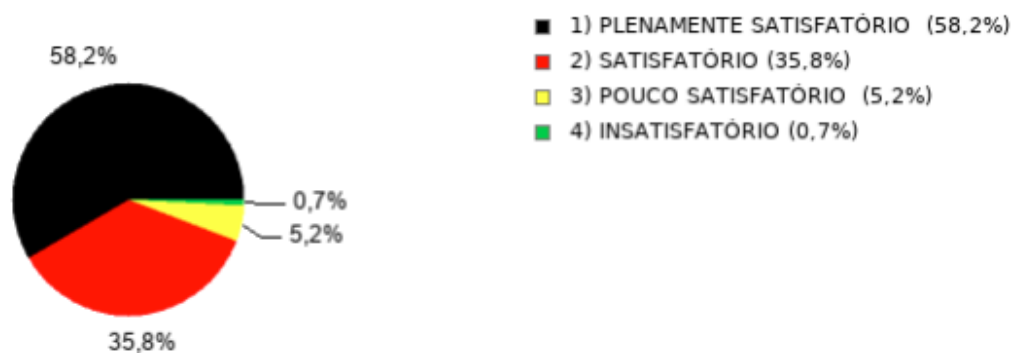 58,2%
0,7%
5,2%
35,8%
1) PLENAMENTE SATISFATÓRIO (58,2%)
2) SATISFATÓRIO (35,8%)
3) POUCO SATISFATÓRIO (5,2%)
4) INSATISFATÓRIO (0,7%)